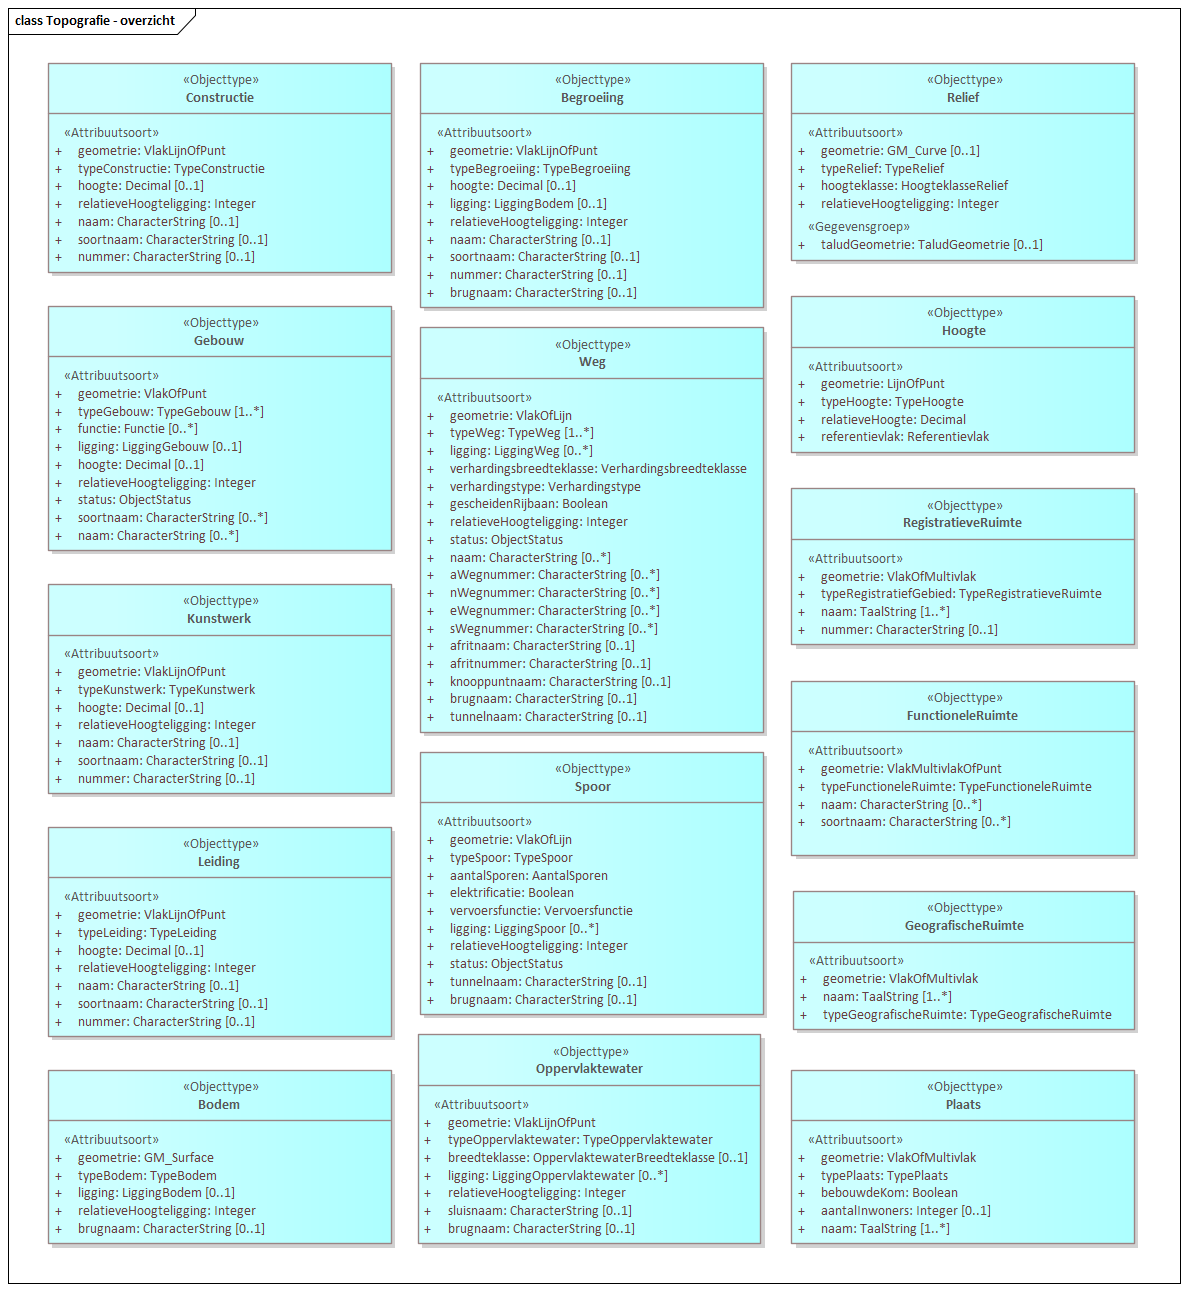 class Topografie - overzicht
«Objecttype»
Constructie
«Attribuutsoort»
+ geometrie: VlakLijnOfPunt
+ typeConstructie: TypeConstructie
+ hoogte: Decimal [0..1]
+ relatieveHoogteligging: Integer
+ naam: CharacterString [0..1]
+ soortnaam: CharacterString [0..1]
+ nummer: CharacterString [0..1]
«Objecttype»
Gebouw
«Attribuutsoort»
+ geometrie: VlakOfPunt
+ typeGebouw: TypeGebouw [1..*]
+ functie: Functie [0..*]
+ ligging: LiggingGebouw [0..1]
+ hoogte: Decimal [0..1]
+ relatieveHoogteligging: Integer
+ status: ObjectStatus
+ soortnaam: CharacterString [0..*]
+ naam: CharacterString [0..*]
«Objecttype»
Kunstwerk
«Attribuutsoort»
+ geometrie: VlakLijnOfPunt
+ typeKunstwerk: TypeKunstwerk
+ hoogte: Decimal [0..1]
+ relatieveHoogteligging: Integer
+ naam: CharacterString [0..1]
+ soortnaam: CharacterString [0..1]
+ nummer: CharacterString [0..1]
«Objecttype»
Leiding
«Attribuutsoort»
+ geometrie: VlakLijnOfPunt
+ typeLeiding: TypeLeiding
+ hoogte: Decimal [0..1]
+ relatieveHoogteligging: Integer
+ naam: CharacterString [0..1]
+ soortnaam: CharacterString [0..1]
+ nummer: CharacterString [0..1]
«Objecttype»
Bodem
«Attribuutsoort»
+ geometrie: GM_Surface
+ typeBodem: TypeBodem
+ ligging: LiggingBodem [0..1]
+ relatieveHoogteligging: Integer
+ brugnaam: CharacterString [0..1]
«Objecttype»
Begroeiing
«Attribuutsoort»
+ geometrie: VlakLijnOfPunt
+ typeBegroeiing: TypeBegroeiing
+ hoogte: Decimal [0..1]
+ ligging: LiggingBodem [0..1]
+ relatieveHoogteligging: Integer
+ naam: CharacterString [0..1]
+ soortnaam: CharacterString [0..1]
+ nummer: CharacterString [0..1]
+ brugnaam: CharacterString [0..1]
«Objecttype»
Weg
«Attribuutsoort»
+ geometrie: VlakOfLijn
+ typeWeg: TypeWeg [1..*]
+ ligging: LiggingWeg [0..*]
+ verhardingsbreedteklasse: Verhardingsbreedteklasse
+ verhardingstype: Verhardingstype
+ gescheidenRijbaan: Boolean
+ relatieveHoogteligging: Integer
+ status: ObjectStatus
+ naam: CharacterString [0..*]
+ aWegnummer: CharacterString [0..*]
+ nWegnummer: CharacterString [0..*]
+ eWegnummer: CharacterString [0..*]
+ sWegnummer: CharacterString [0..*]
+ afritnaam: CharacterString [0..1]
+ afritnummer: CharacterString [0..1]
+ knooppuntnaam: CharacterString [0..1]
+ brugnaam: CharacterString [0..1]
+ tunnelnaam: CharacterString [0..1]
«Objecttype»
Spoor
«Attribuutsoort»
+ geometrie: VlakOfLijn
+ typeSpoor: TypeSpoor
+ aantalSporen: AantalSporen
+ elektrificatie: Boolean
+ vervoersfunctie: Vervoersfunctie
+ ligging: LiggingSpoor [0..*]
+ relatieveHoogteligging: Integer
+ status: ObjectStatus
+ tunnelnaam: CharacterString [0..1]
+ brugnaam: CharacterString [0..1]
«Objecttype»
Oppervlaktewater
«Attribuutsoort»
+ geometrie: VlakLijnOfPunt
+ typeOppervlaktewater: TypeOppervlaktewater
+ breedteklasse: OppervlaktewaterBreedteklasse [0..1]
+ ligging: LiggingOppervlaktewater [0..*]
+ relatieveHoogteligging: Integer
+ sluisnaam: CharacterString [0..1]
+ brugnaam: CharacterString [0..1]
«Objecttype»
Relief
«Attribuutsoort»
+ geometrie: GM_Curve [0..1]
+ typeRelief: TypeRelief
+ hoogteklasse: HoogteklasseRelief
+ relatieveHoogteligging: Integer
«Gegevensgroep»
+ taludGeometrie: TaludGeometrie [0..1]
«Objecttype»
Hoogte
«Attribuutsoort»
+ geometrie: LijnOfPunt
+ typeHoogte: TypeHoogte
+ relatieveHoogte: Decimal
+ referentievlak: Referentievlak
«Objecttype»
RegistratieveRuimte
«Attribuutsoort»
+ geometrie: VlakOfMultivlak
+ typeRegistratiefGebied: TypeRegistratieveRuimte
+ naam: TaalString [1..*]
+ nummer: CharacterString [0..1]
«Objecttype»
FunctioneleRuimte
«Attribuutsoort»
+ geometrie: VlakMultivlakOfPunt
+ typeFunctioneleRuimte: TypeFunctioneleRuimte
+ naam: CharacterString [0..*]
+ soortnaam: CharacterString [0..*]
«Objecttype»
GeografischeRuimte
«Attribuutsoort»
+ geometrie: VlakOfMultivlak
+ naam: TaalString [1..*]
+ typeGeografischeRuimte: TypeGeografischeRuimte
«Objecttype»
Plaats
«Attribuutsoort»
+ geometrie: VlakOfMultivlak
+ typePlaats: TypePlaats
+ bebouwdeKom: Boolean
+ aantalInwoners: Integer [0..1]
+ naam: TaalString [1..*]